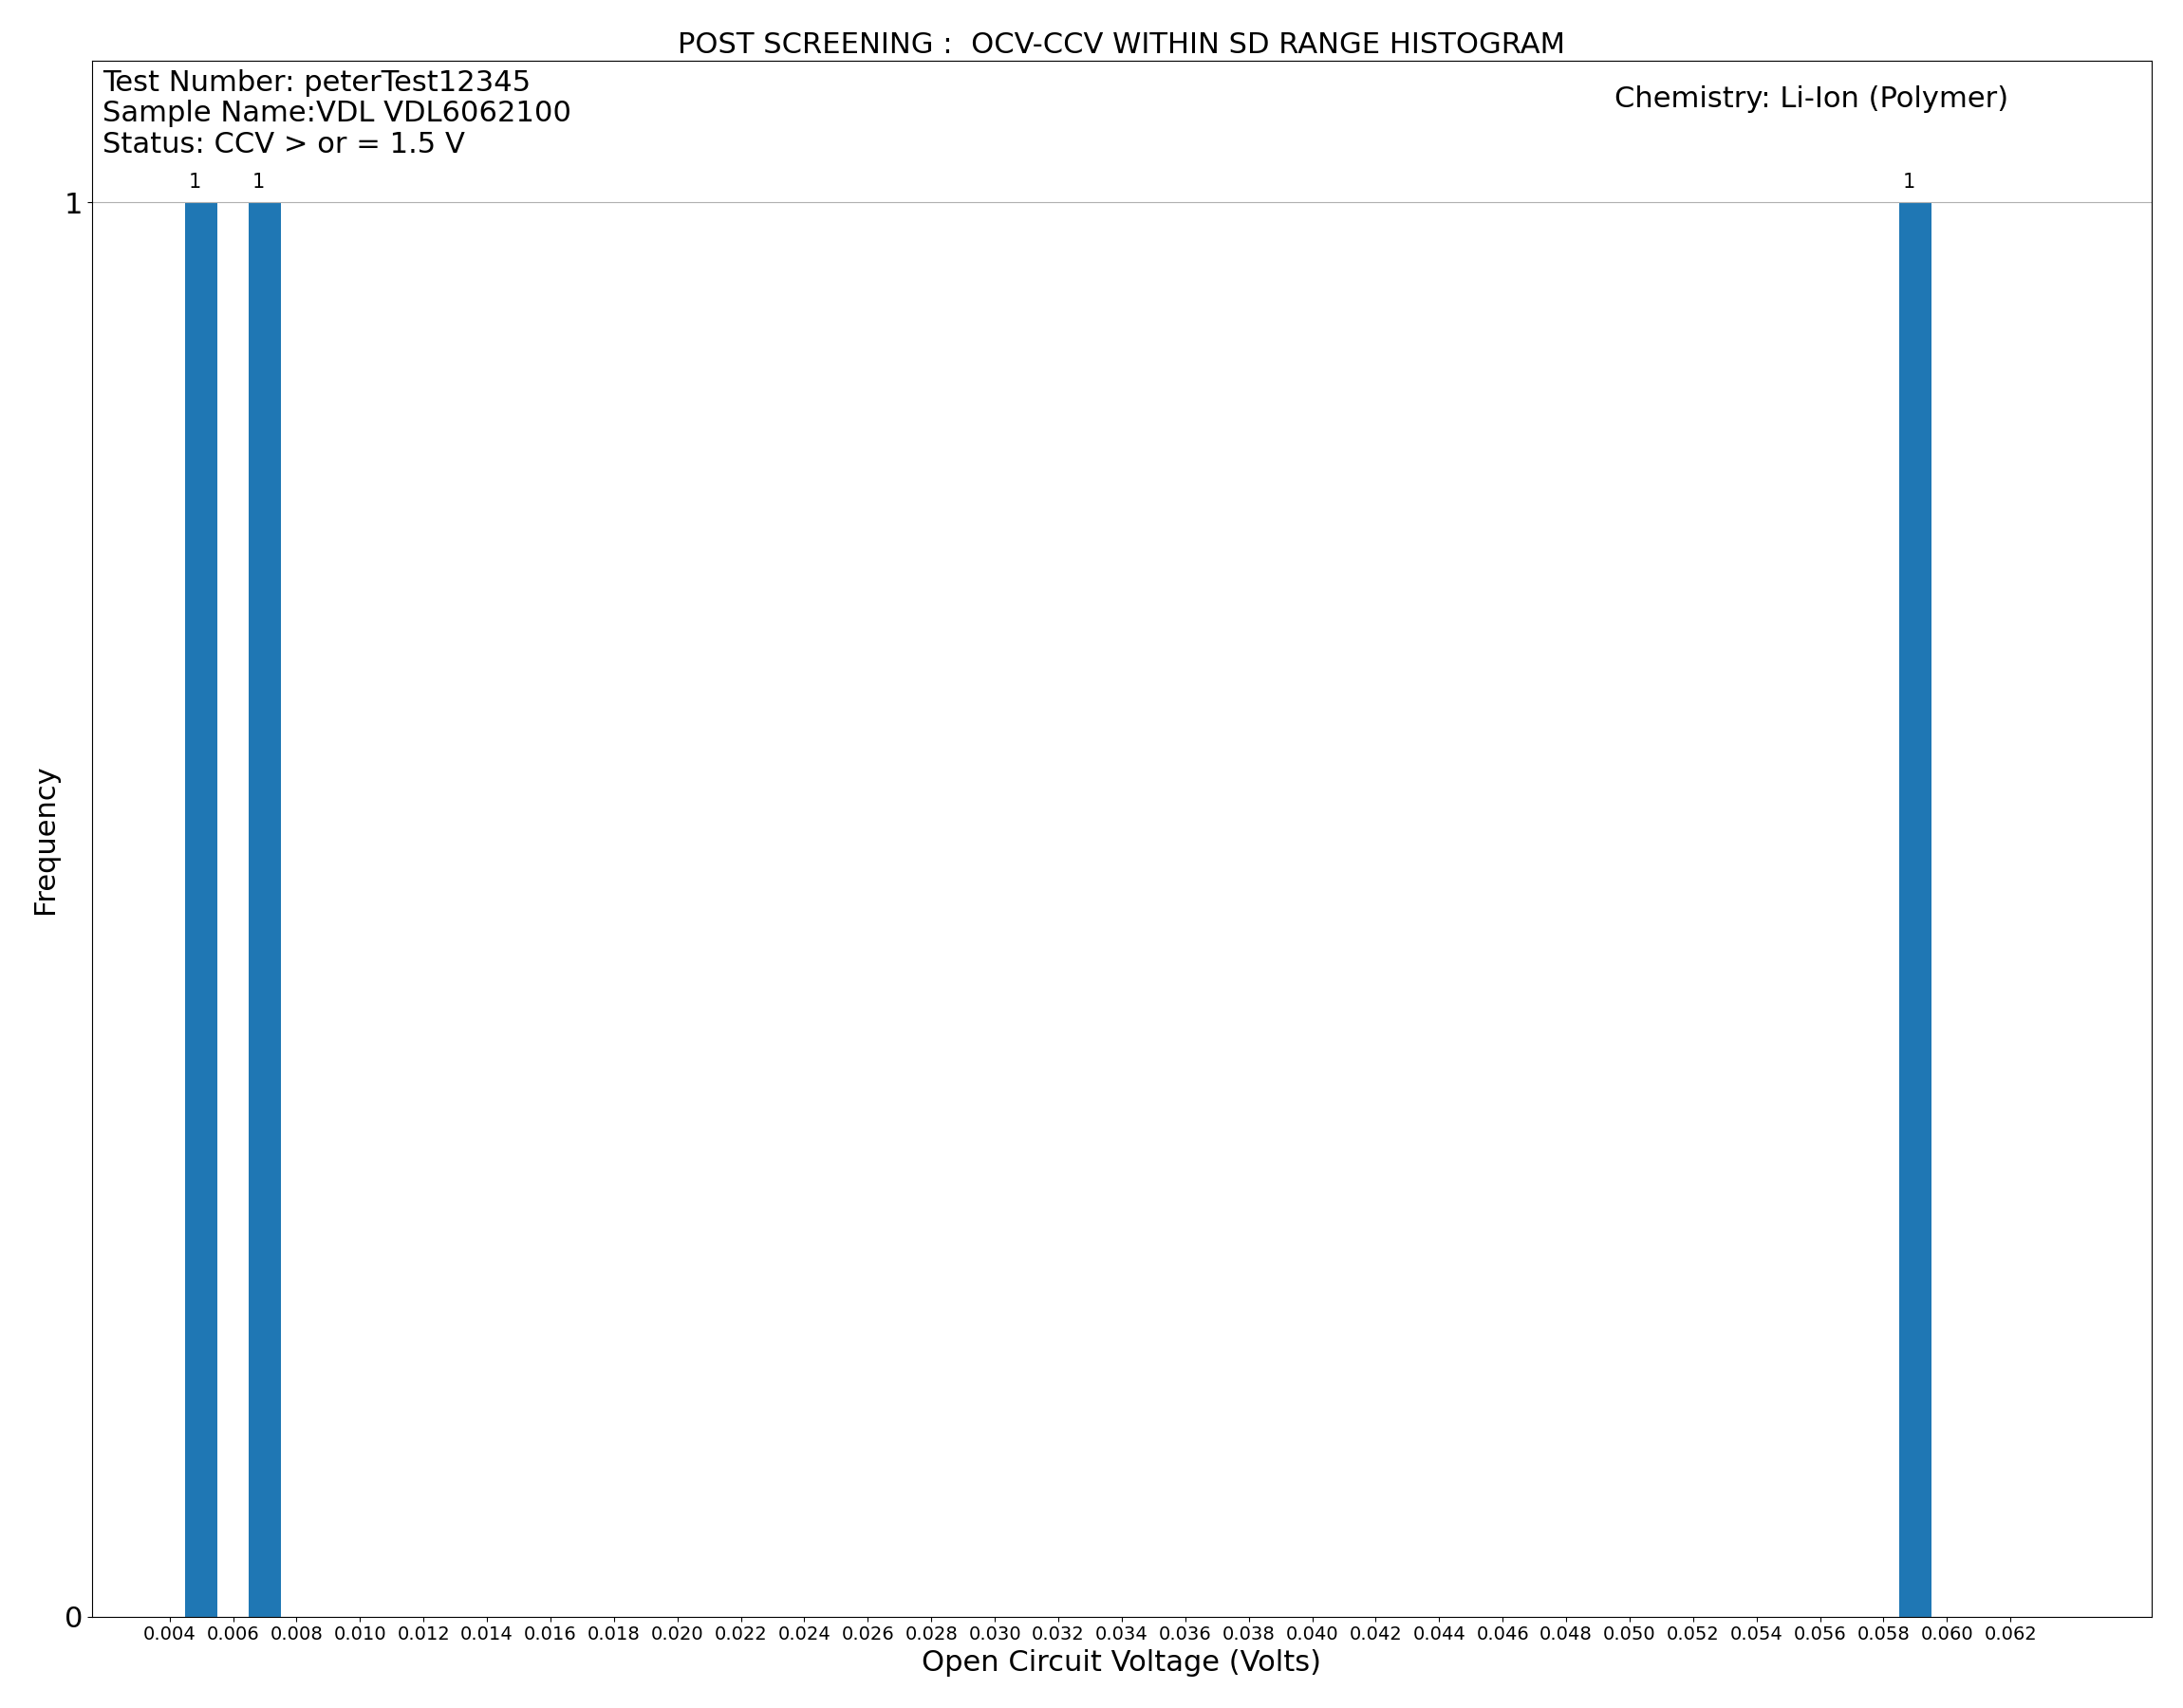 POST SCREENING :  OCV-CCV WITHIN SD RANGE HISTOGRAM
Test Number: peterTest12345
Sample Name:VDL VDL6062100
Status: CCV > or = 1.5 V
Chemistry: Li-Ion (Polymer)
1 1 1
1
Frequency
0
0.004 0.006 0.008 0.010 0.012 0.014 0.016 0.018 0.020 0.022 0.024 0.026 0.028 0.030 0.032 0.034 0.036 0.038 0.040 0.042 0.044 0.046 0.048 0.050 0.052 0.054 0.056 0.058 0.060 0.062
Open Circuit Voltage (Volts)